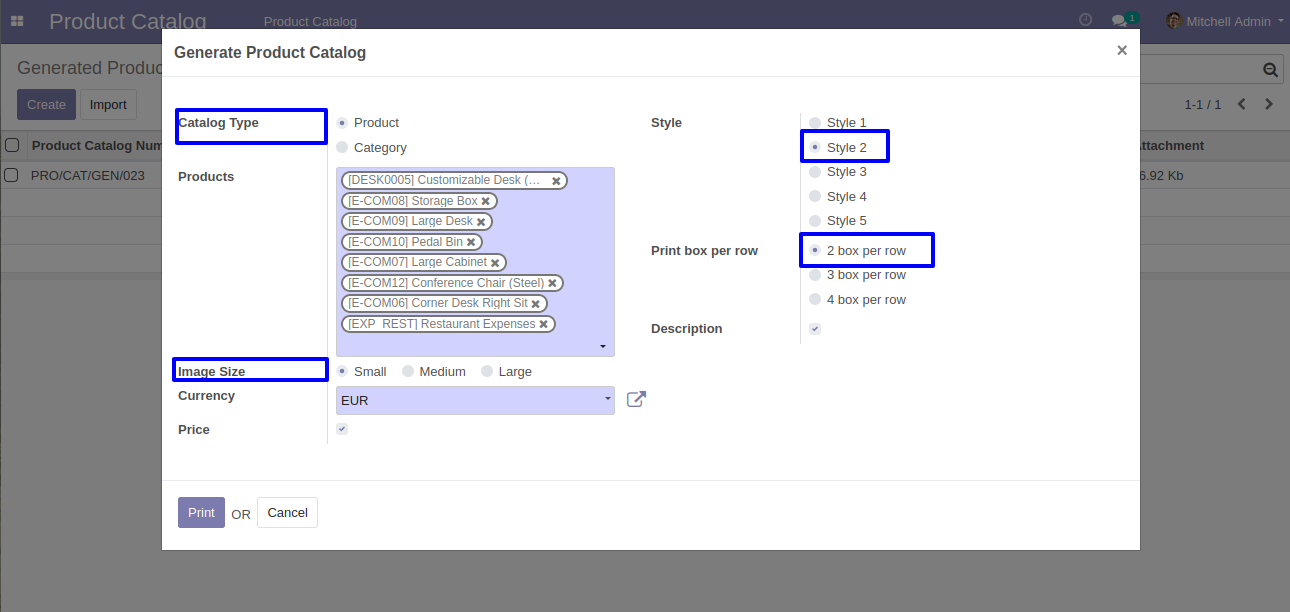 Product Catalog
Product Catalog
1
Mitchell Admin
Generated Produc
Create
Import
1-1 / 1
Product Catalog Num
ttachment
PRO/CAT/GEN/023
6.92 Kb
Generate Product Catalog
×
Catalog Type
Product
Category
Products
[DESK0005] Customizable Desk (...
[E-COM08] Storage Box
[E-COM09] Large Desk
[E-COM10] Pedal Bin
[E-COM07] Large Cabinet
[E-COM12] Conference Chair (Steel)
[E-COM06] Corner Desk Right Sit
[EXP_REST] Restaurant Expenses
Image Size
Small
Medium
Large
Currency
EUR
Price
Style
Style 1
Style 2
Style 3
Style 4
Style 5
Print box per row
2 box per row
3 box per row
4 box per row
Description
Print
OR
Cancel